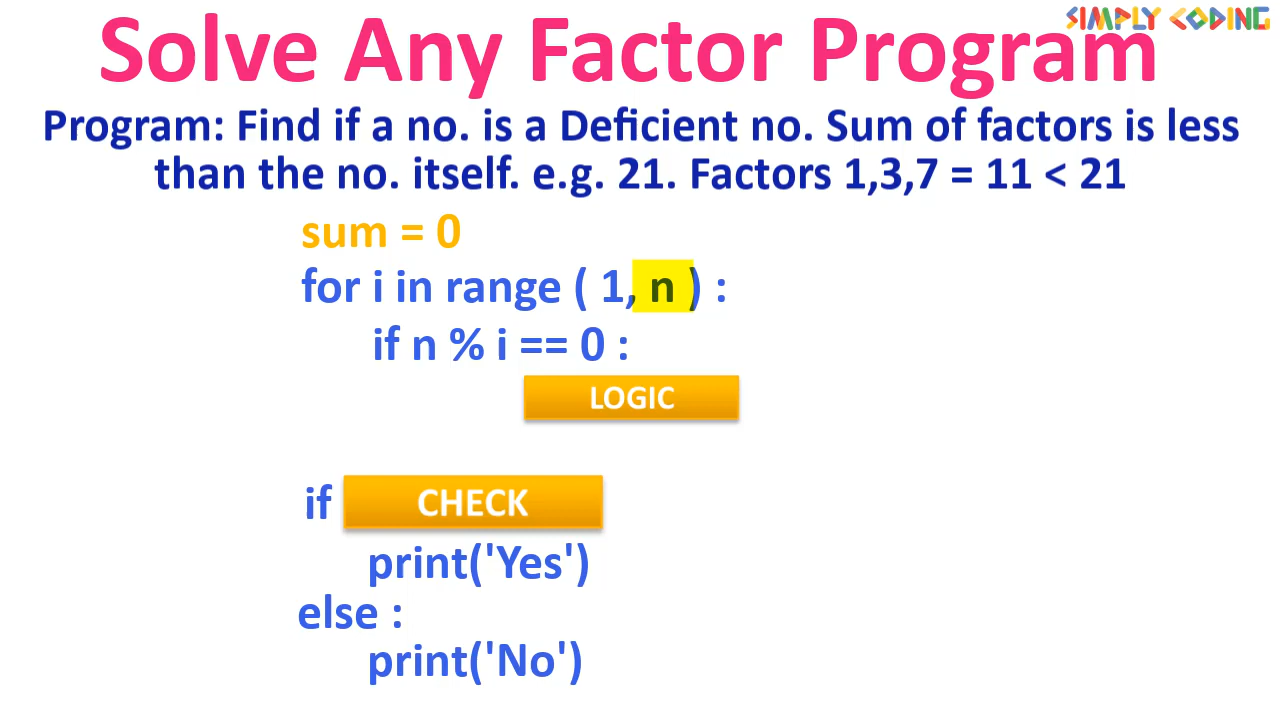 SIMPLY CODING
Solve Any Factor Program
Program: Find if a no. is a Deficient no. Sum of factors is less
than the no. itself. e.g. 21. Factors 1,3,7 = 11 < 21
sum = 0
for i in range ( 1, n ) :
if n % i == 0 :
LOGIC
if CHECK
print('Yes')
else :
print('No')